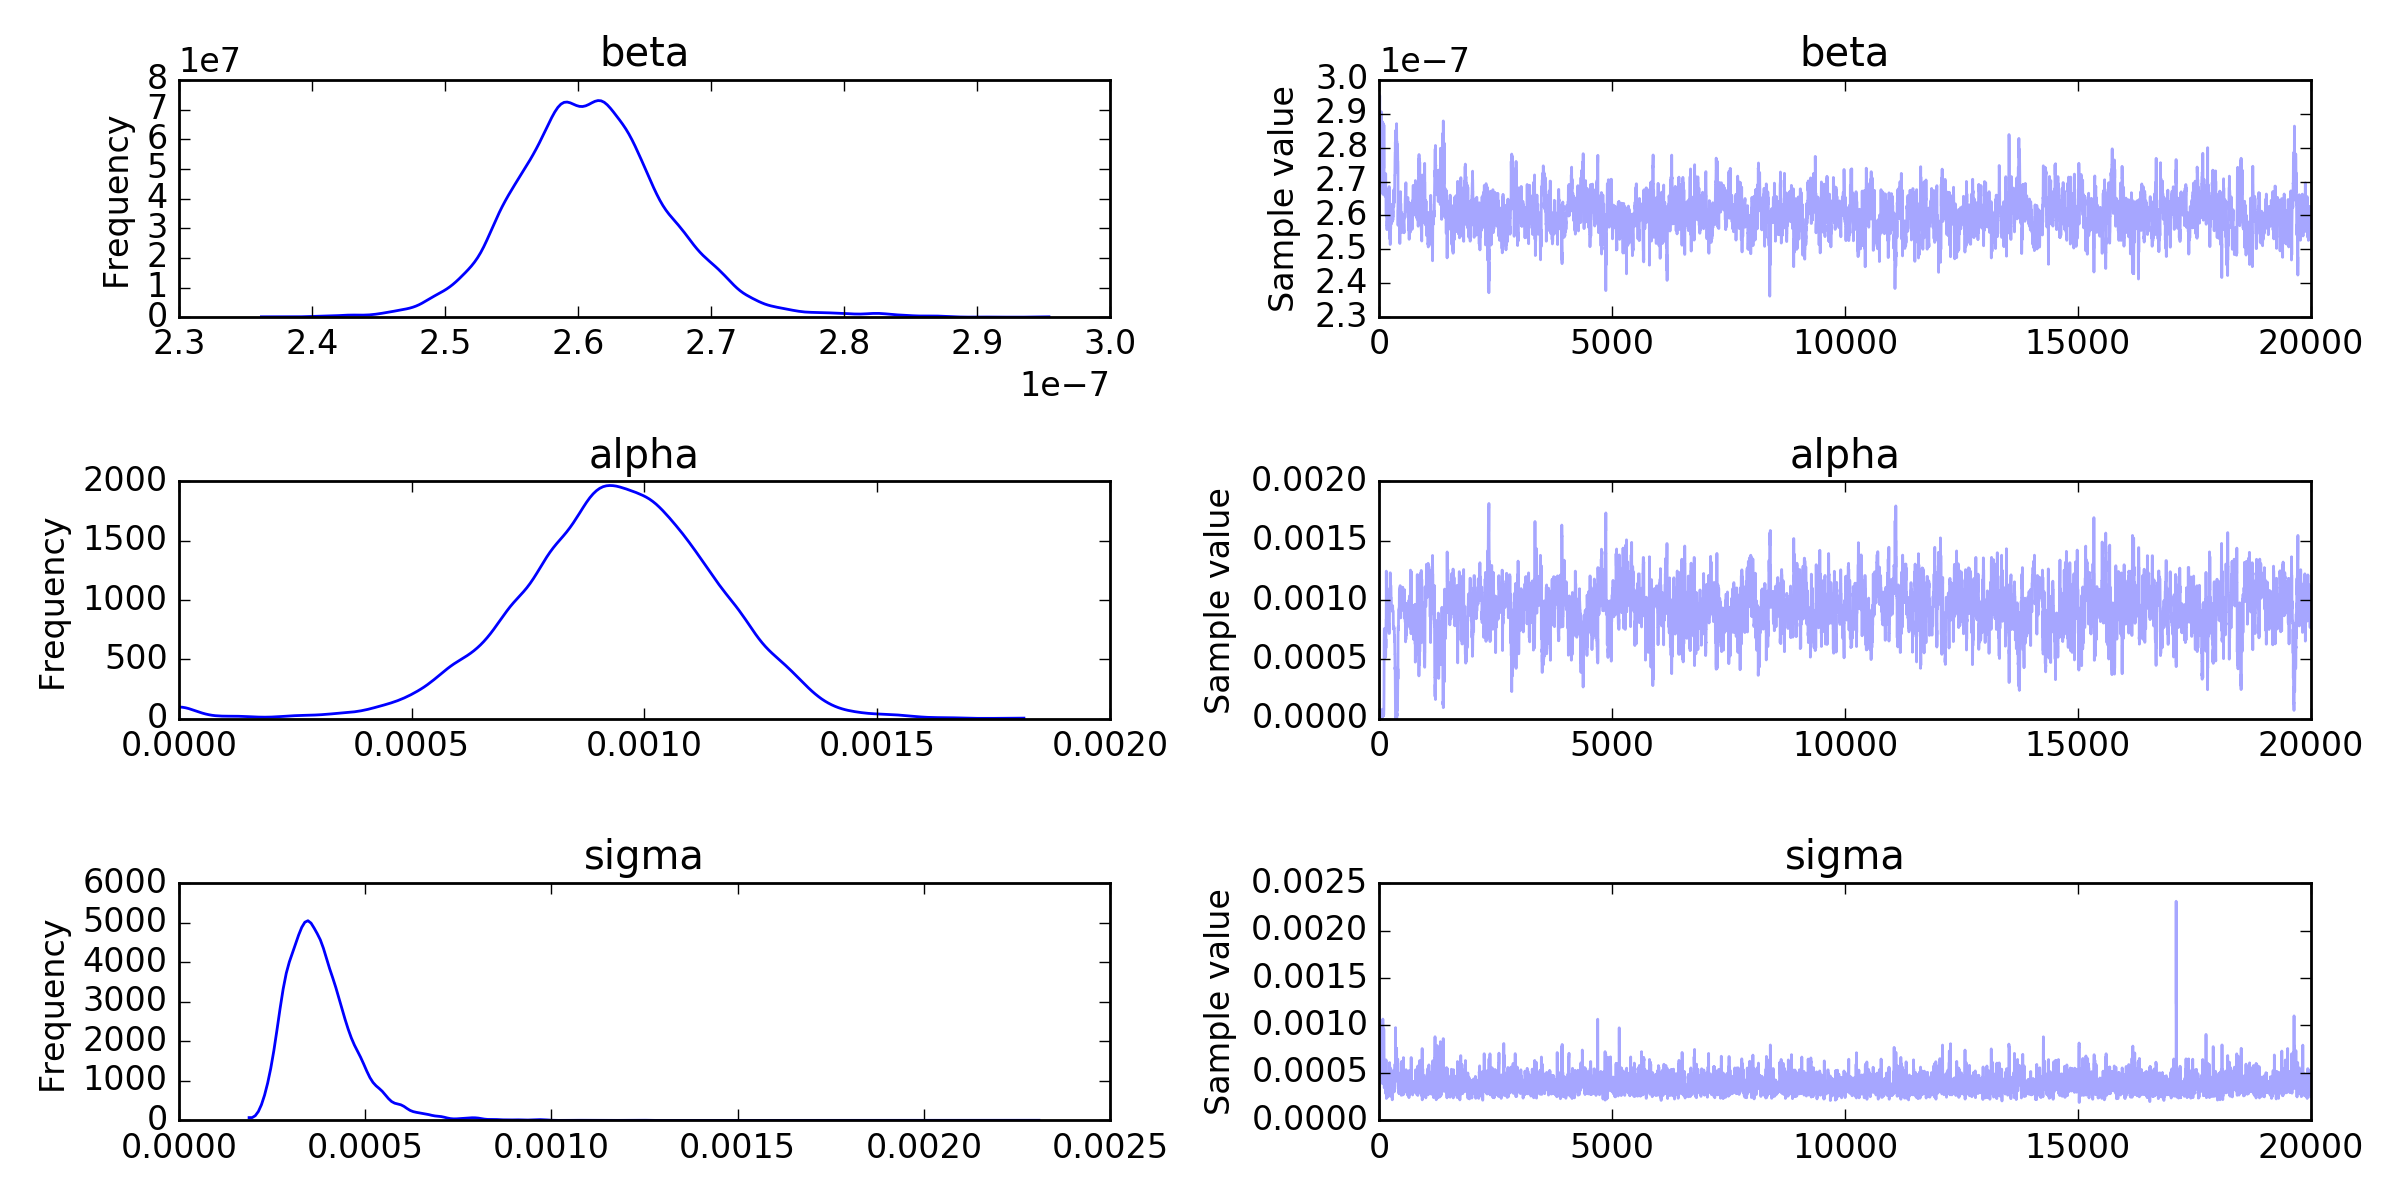 beta
1e7
Frequency
8
7
6
5
4
3
2
1
0
2.3 2.4 2.5 2.6 2.7 2.8 2.9 3.0
1e−7
beta
1e−7
Sample value
3.0
2.9
2.8
2.7
2.6
2.5
2.4
2.3
0 5000 10000 15000 20000
alpha
Frequency
2000
1500
1000
500
0
0.0000 0.0005 0.0010 0.0015 0.0020
alpha
Sample value
0.0020
0.0015
0.0010
0.0005
0.0000
0 5000 10000 15000 20000
sigma
Frequency
6000
5000
4000
3000
2000
1000
0
0.0000 0.0005 0.0010 0.0015 0.0020 0.0025
sigma
Sample value
0.0025
0.0020
0.0015
0.0010
0.0005
0.0000
0 5000 10000 15000 20000